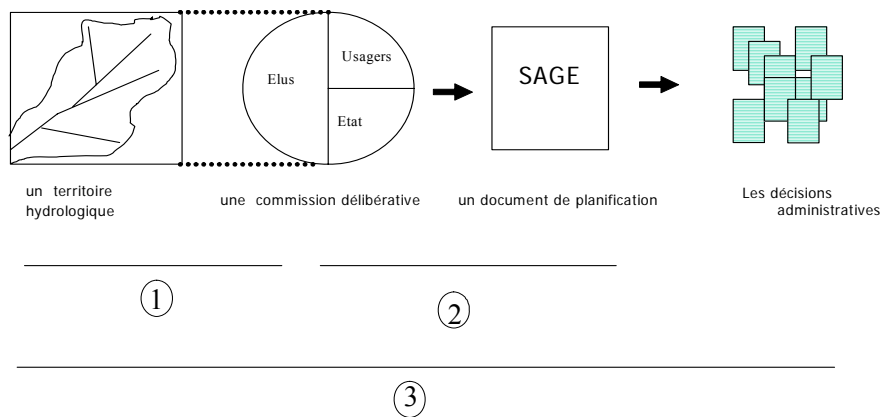 Elus
Usagers
Etat
SAGE
un territoire
hydrologique
une commission délibérative
un document de planification
Les décisions
administratives
1
2
3